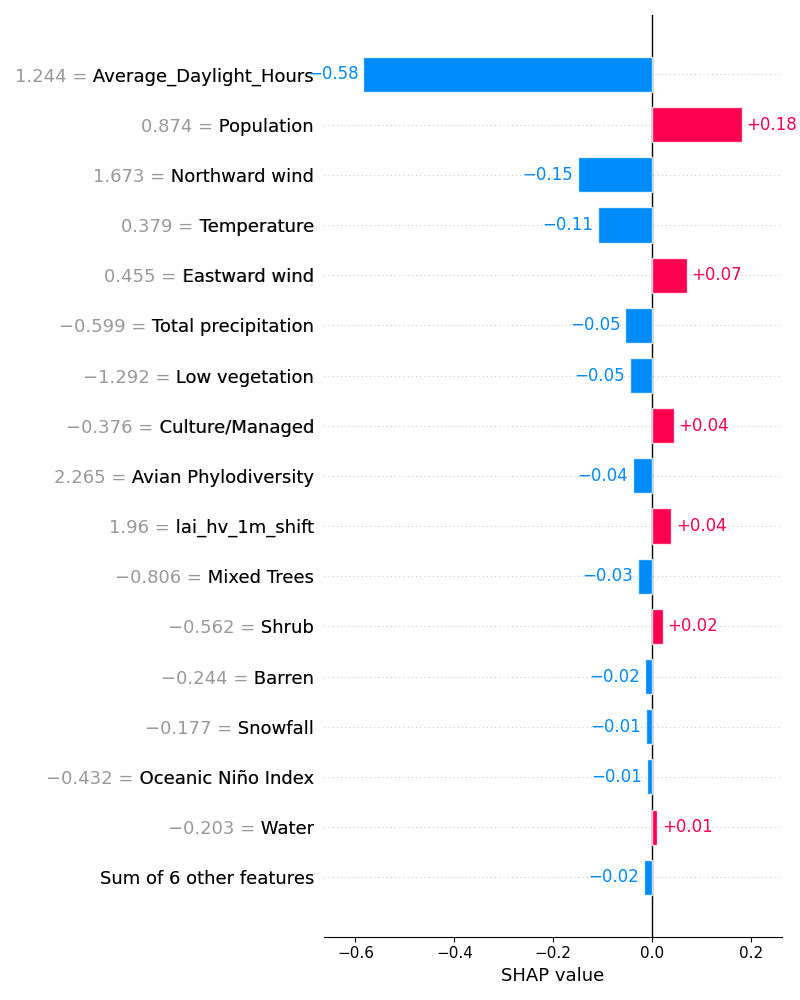 1.244 = Average_Daylight_Hours −0.58
0.874 = Population +0.18
1.673 = Northward wind −0.15
0.379 = Temperature −0.11
0.455 = Eastward wind +0.07
−0.599 = Total precipitation −0.05
−1.292 = Low vegetation −0.05
−0.376 = Culture/Managed +0.04
2.265 = Avian Phylodiversity −0.04
1.96 = lai_hv_1m_shift +0.04
−0.806 = Mixed Trees −0.03
−0.562 = Shrub +0.02
−0.244 = Barren −0.02
−0.177 = Snowfall −0.01
−0.432 = Oceanic Niño Index −0.01
−0.203 = Water +0.01
Sum of 6 other features −0.02
−0.6 −0.4 −0.2 0.0 0.2
SHAP value